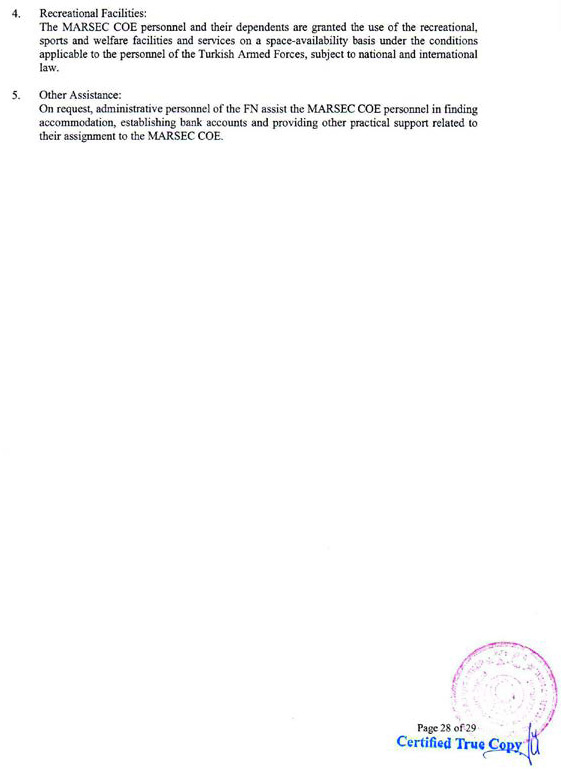 4. Recreational Facilities:
The MARSEC COE personnel and their dependents are granted the use of the recreational,
sports and welfare facilities and services on a space-availability basis under the conditions
applicable to the personnel of the Turkish Armed Forces, subject to national and international
law.
5. Other Assistance:
On request, administrative personnel of the FN assist the MARSEC COE personnel in finding
accommodation, establishing bank accounts and providing other practical support related to
their assignment to the MARSEC COE.
Page 28 of 29
Certified True Copy